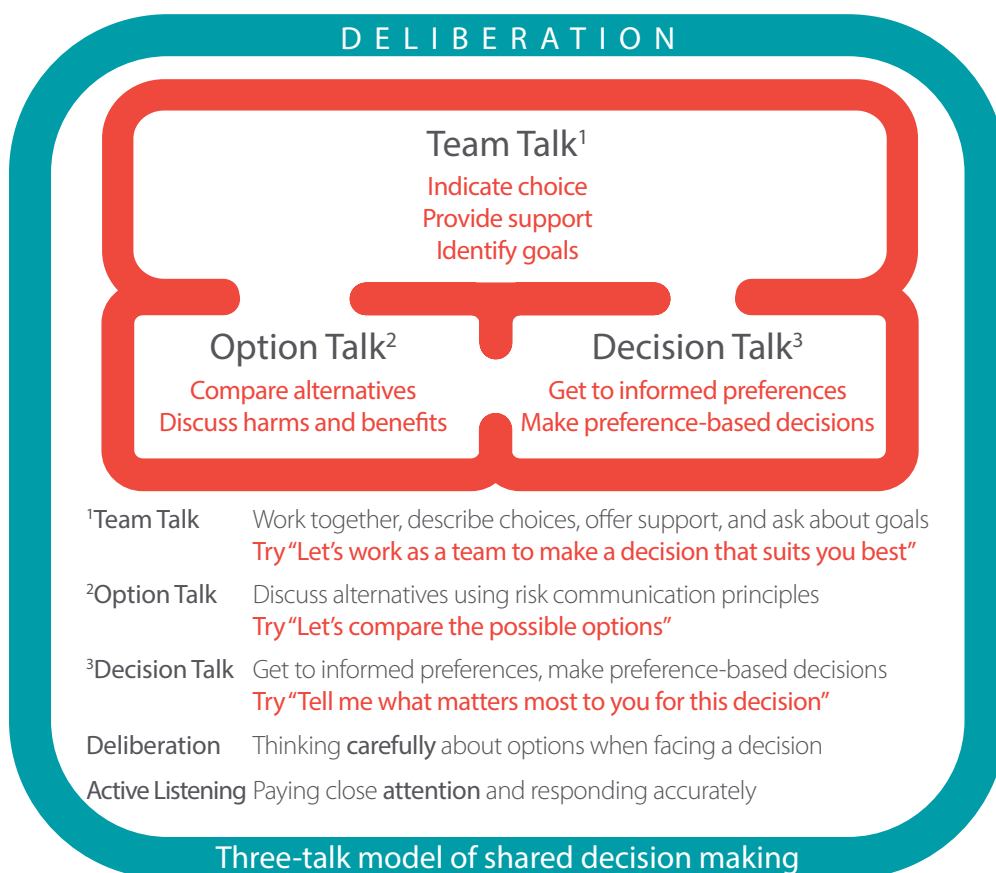 DELIBERATION
Team Talk¹
Indicate choice
Provide support
Identify goals
Option Talk²
Compare alternatives
Discuss harms and benefits
Decision Talk³
Get to informed preferences
Make preference-based decisions
¹Team Talk Work together, describe choices, offer support, and ask about goals
Try “Let’s work as a team to make a decision that suits you best”
²Option Talk Discuss alternatives using risk communication principles
Try “Let’s compare the possible options”
³Decision Talk Get to informed preferences, make preference-based decisions
Try “Tell me what matters most to you for this decision”
Deliberation Thinking carefully about options when facing a decision
Active Listening Paying close attention and responding accurately
Three-talk model of shared decision making